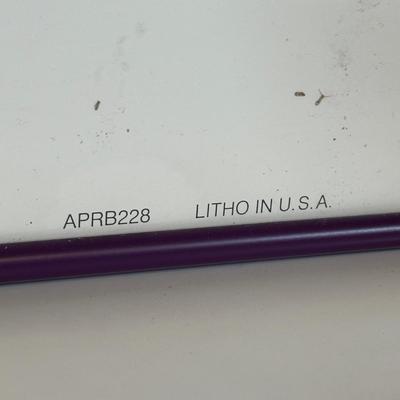 APRB228 LITHO IN U.S.A.